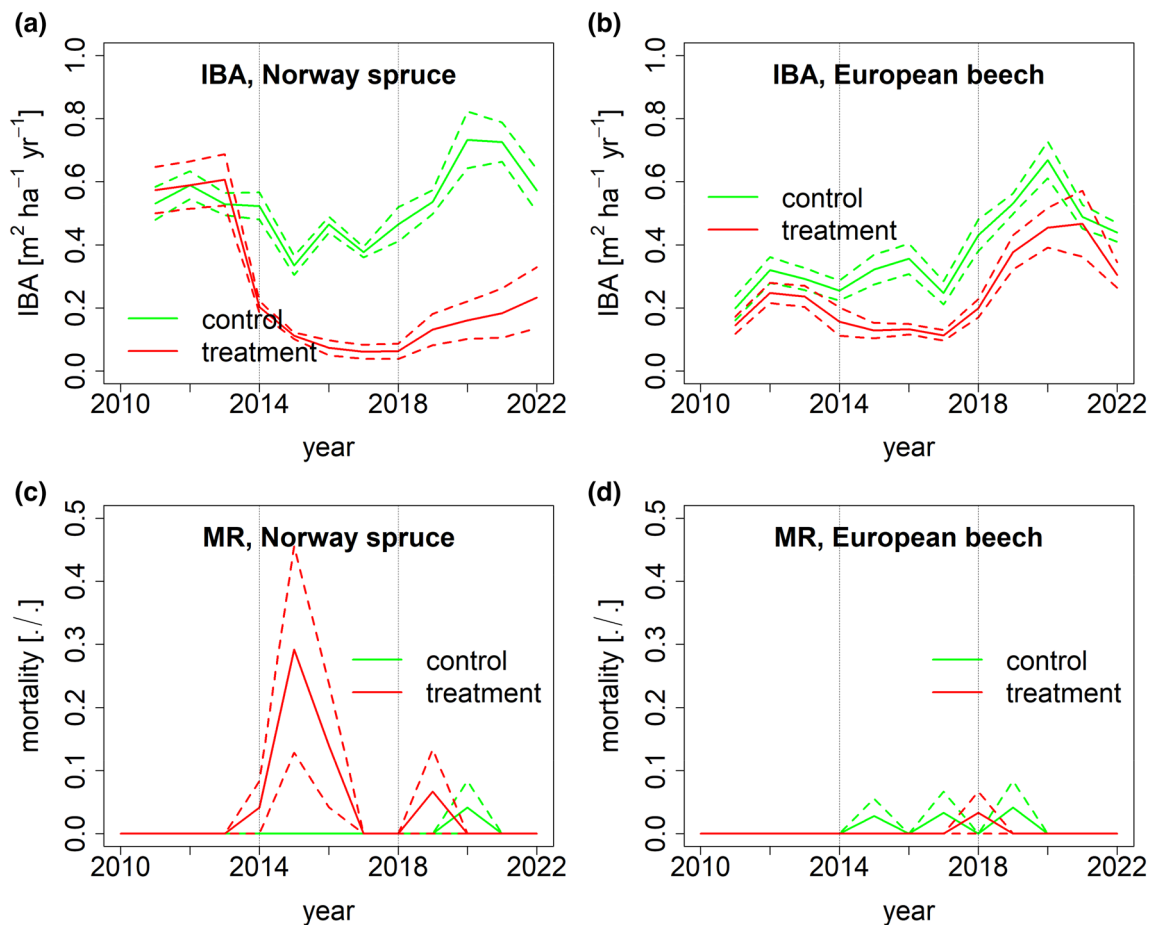 (a)
IBA, Norway spruce
IBA [m² ha⁻¹ yr⁻¹]
1.0
0.8
0.6
0.4
0.2
0.0
control
treatment
2010 2014 2018 2022
year
(b)
IBA, European beech
IBA [m² ha⁻¹ yr⁻¹]
1.0
0.8
0.6
0.4
0.2
0.0
control
treatment
2010 2014 2018 2022
year
(c)
MR, Norway spruce
mortality [./.]
0.5
0.4
0.3
0.2
0.1
0.0
control
treatment
2010 2014 2018 2022
year
(d)
MR, European beech
mortality [./.]
0.5
0.4
0.3
0.2
0.1
0.0
control
treatment
2010 2014 2018 2022
year